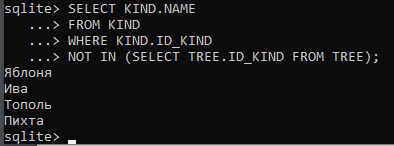 sqlite> SELECT KIND.NAME
...> FROM KIND
...> WHERE KIND.ID_KIND
...> NOT IN (SELECT TREE.ID_KIND FROM TREE);
Яблоня
Ива
Тополь
Пихта
sqlite>